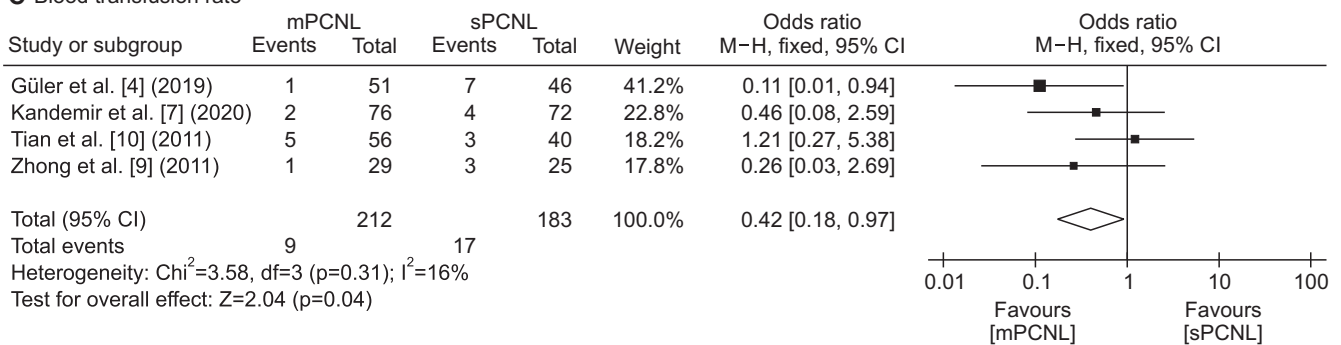 Blood transfusion rate
mPCNL sPCNL Odds ratio Odds ratio
Study or subgroup Events Total Events Total Weight M−H, fixed, 95% CI M−H, fixed, 95% CI
Güler et al. [4] (2019) 1 51 7 46 41.2% 0.11 [0.01, 0.94]
Kandemir et al. [7] (2020) 2 76 4 72 22.8% 0.46 [0.08, 2.59]
Tian et al. [10] (2011) 5 56 3 40 18.2% 1.21 [0.27, 5.38]
Zhong et al. [9] (2011) 1 29 3 25 17.8% 0.26 [0.03, 2.69]
Total (95% CI) 212 183 100.0% 0.42 [0.18, 0.97]
Total events 9 17
Heterogeneity: Chi²=3.58, df=3 (p=0.31); I²=16%
Test for overall effect: Z=2.04 (p=0.04)
0.01 0.1 1 10 100
Favours Favours
[mPCNL] [sPCNL]